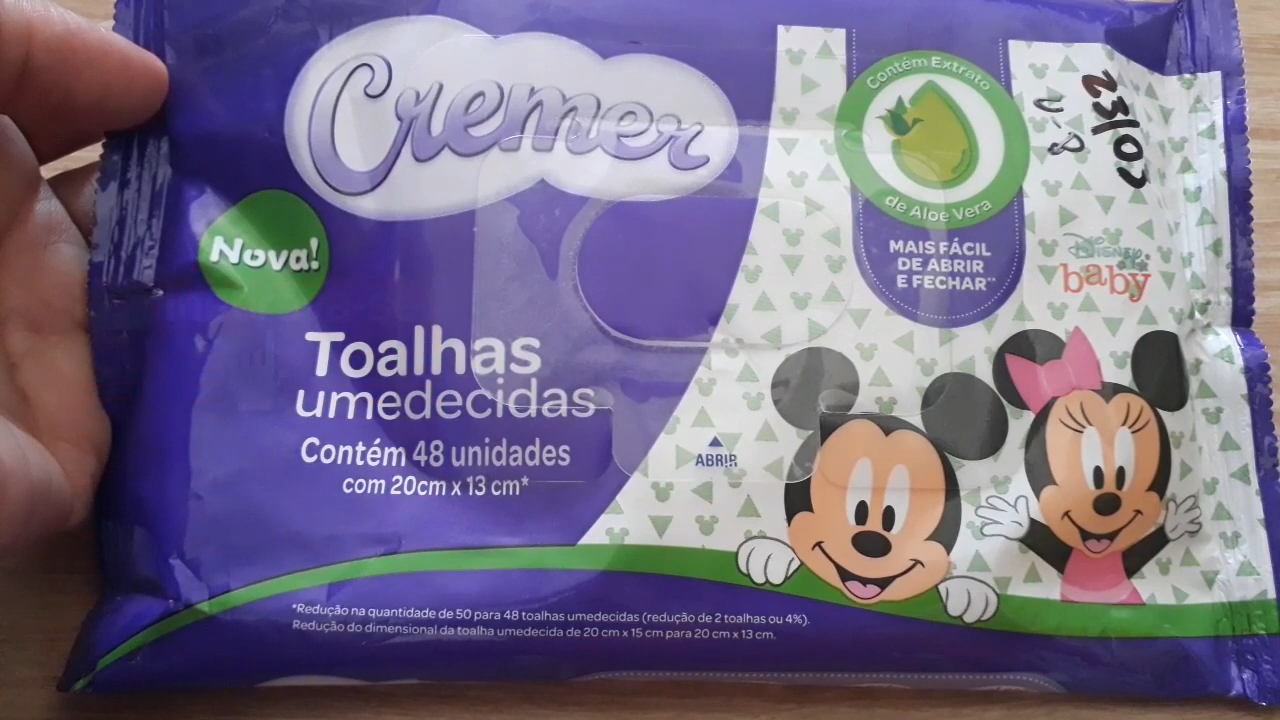 Cremer
Nova!
Toalhas
umedecidas
Contém 48 unidades
com 20cm x 13 cm*
ABRIR
Contém Extrato
de Aloe Vera
MAIS FÁCIL
DE ABRIR
E FECHAR**
23/02
Disney
baby
*Redução na quantidade de 50 para 48 toalhas umedecidas (redução de 2 toalhas ou 4%).
Redução do dimensional da toalha umedecida de 20 cm x 15 cm para 20 cm x 13 cm.